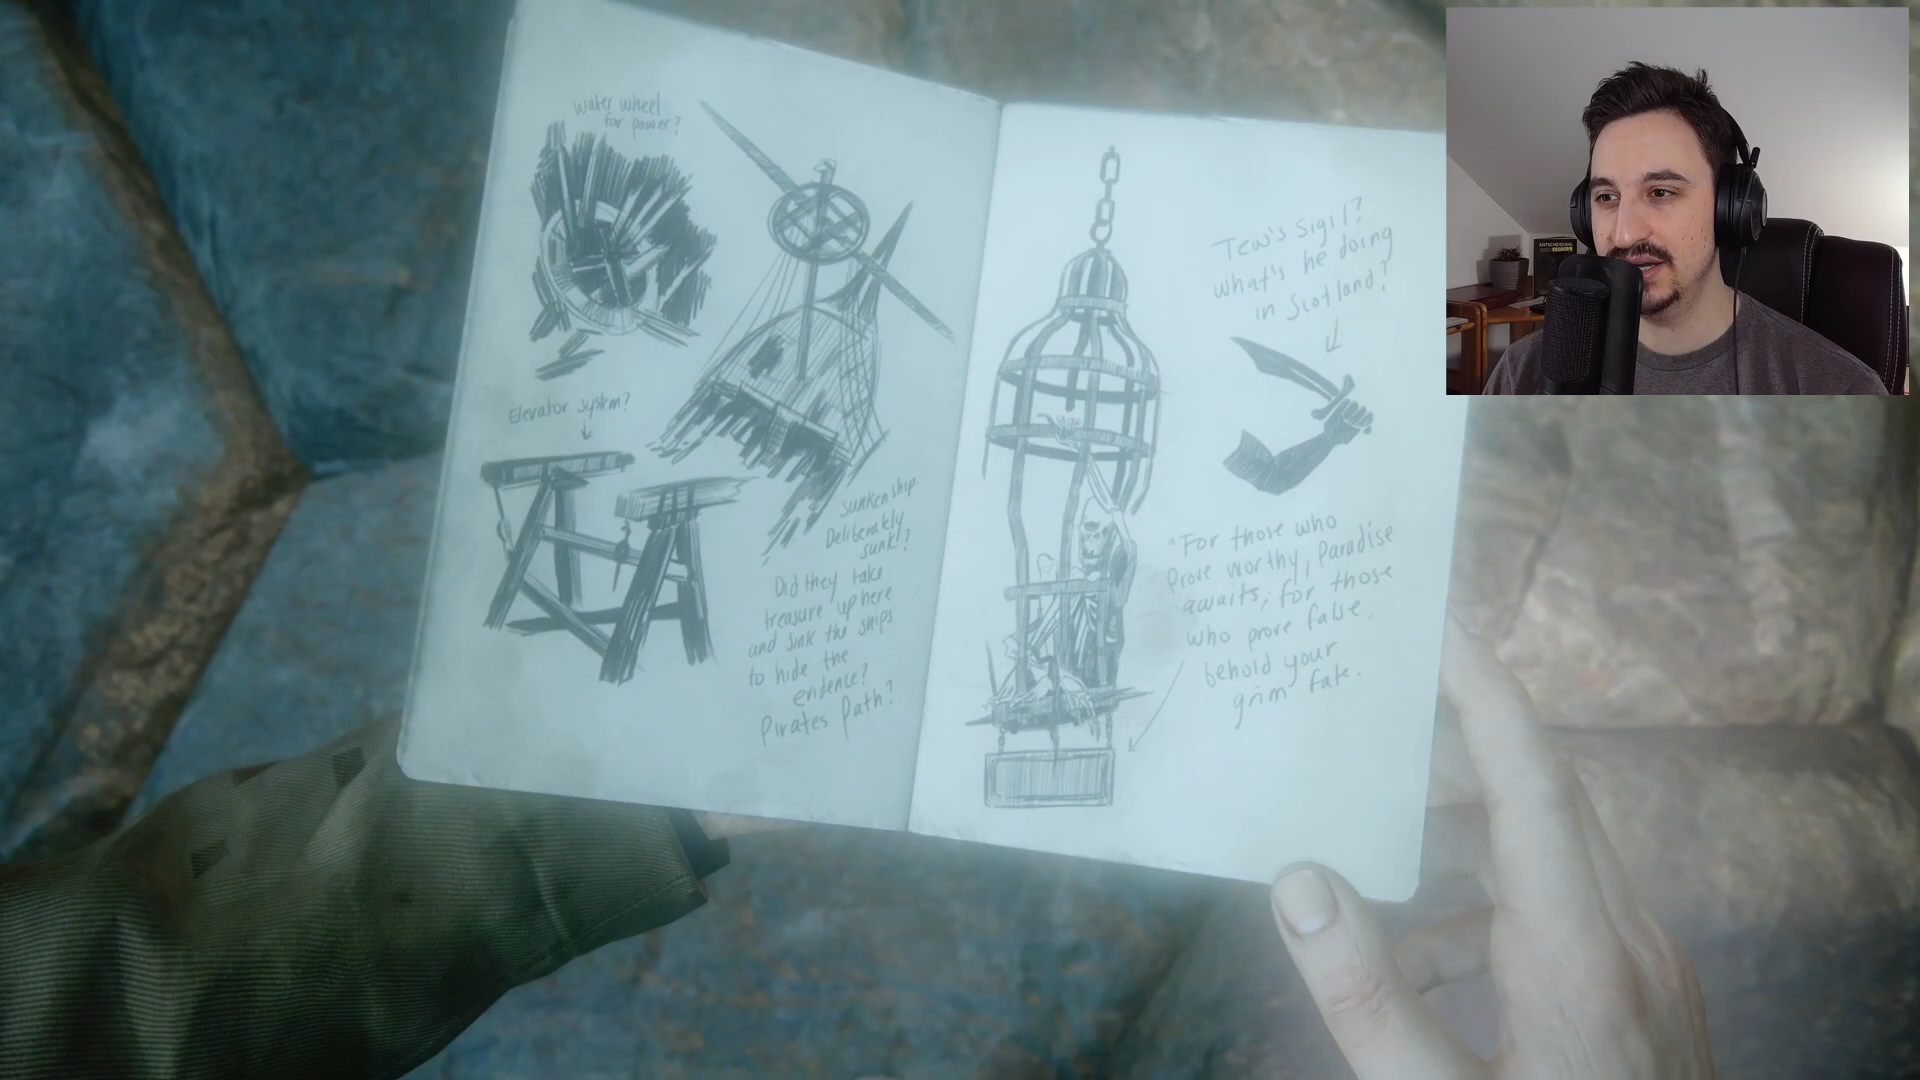 water wheel
for power?
Elevator system?
sunken ship.
Deliberatly
sunk!?
Did they take
treasure up here
and sink the ships
to hide the
evidence?
Pirates Path?
Tew's sigil?
what's he doing
in Scotland?
"For those who
Prove worthy, Paradise
awaits; for those
who prove false,
behold your
grim fate.